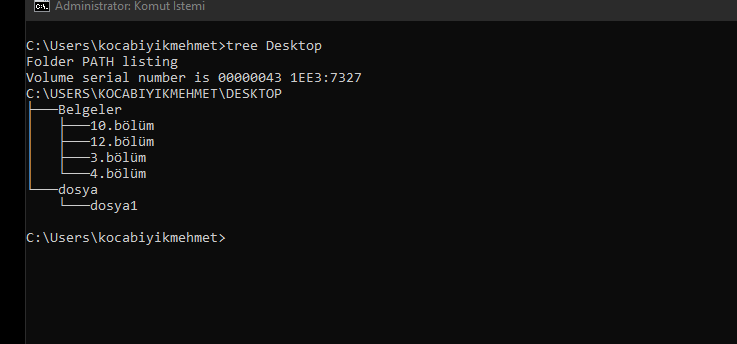 Administrator: Komut İstemi
C:\Users\kocabiyikmehmet>tree Desktop
Folder PATH listing
Volume serial number is 00000043 1EE3:7327
C:\USERS\KOCABIYIKMEHMET\DESKTOP
├───Belgeler
│   ├───10.bölüm
│   ├───12.bölüm
│   ├───3.bölüm
│   └───4.bölüm
└───dosya
    └───dosya1
C:\Users\kocabiyikmehmet>